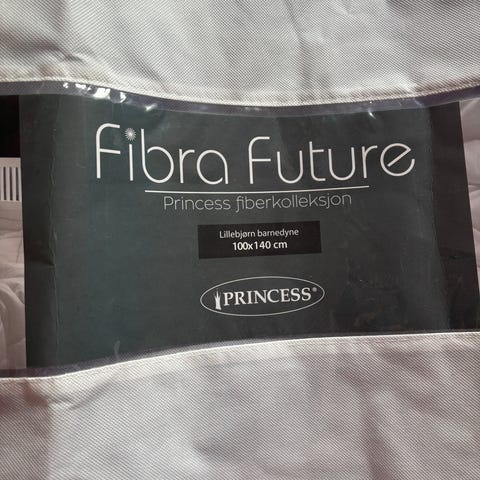 Fibra Future
Princess fiberkolleksjon
Lillebjørn barnedyne
100x140 cm
PRINCESS®